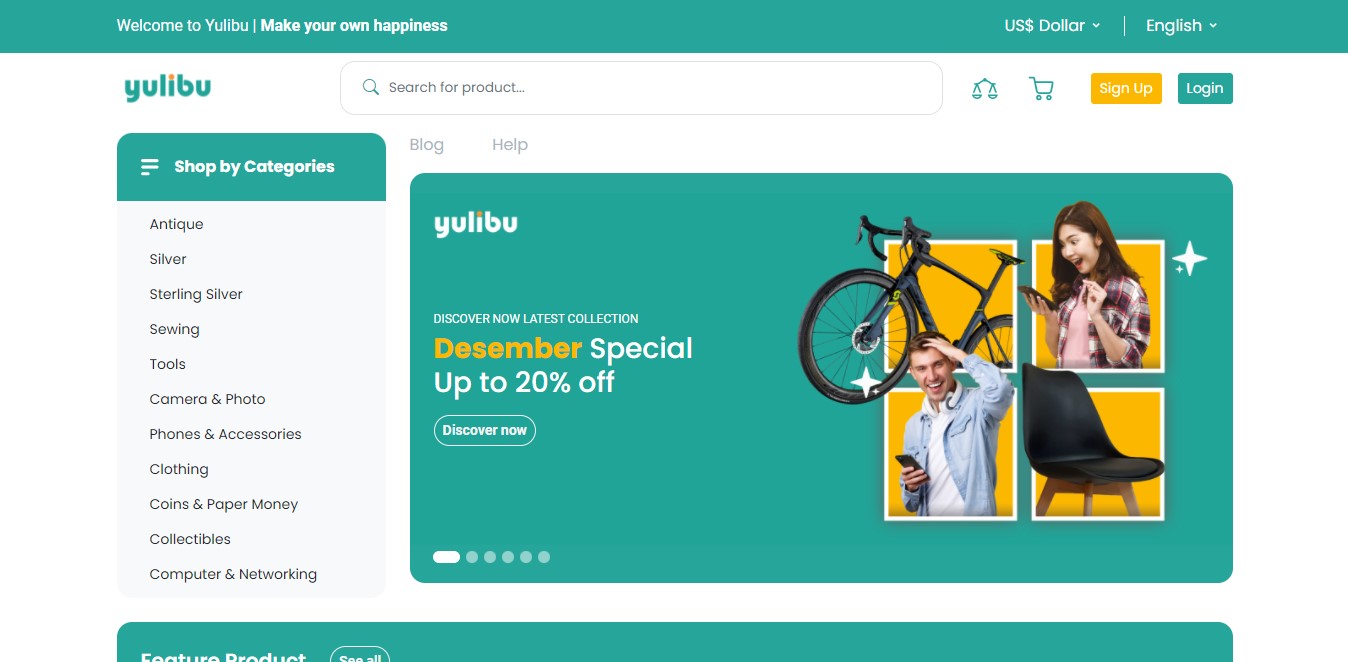 Welcome to Yulibu | Make your own happiness
US$ Dollar
English
yulibu
Search for product...
Sign Up
Login
Shop by Categories
Blog
Help
Antique
Silver
Sterling Silver
Sewing
Tools
Camera & Photo
Phones & Accessories
Clothing
Coins & Paper Money
Collectibles
Computer & Networking
yulibu
DISCOVER NOW LATEST COLLECTION
Desember Special
Up to 20% off
Discover now
Feature Product
See all